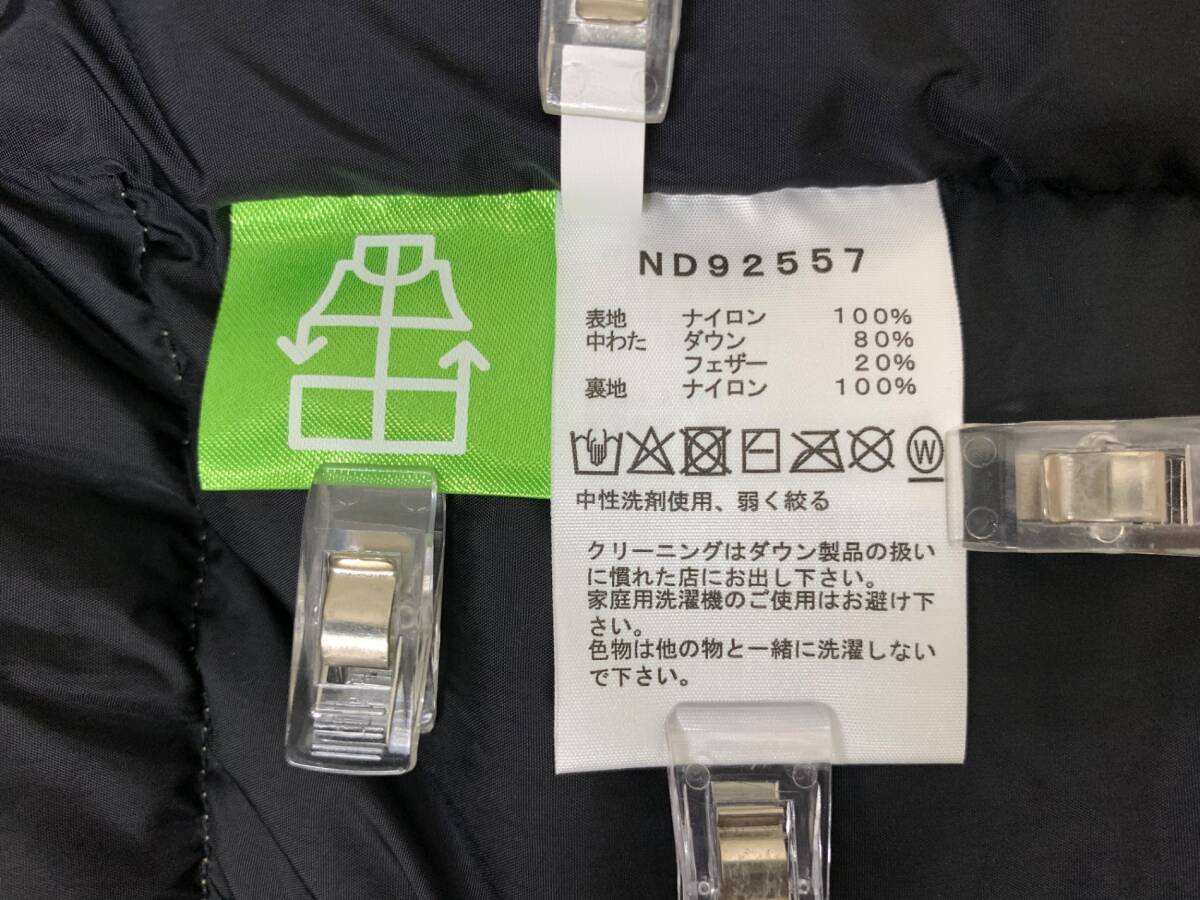 ND92557
表地 ナイロン 100%
中わた ダウン 80%
フェザー 20%
裏地 ナイロン 100%
W
中性洗剤使用、弱く絞る
クリーニングはダウン製品の扱い
に慣れた店にお出し下さい。
家庭用洗濯機のご使用はお避け下
さい。
色物は他の物と一緒に洗濯しない
で下さい。